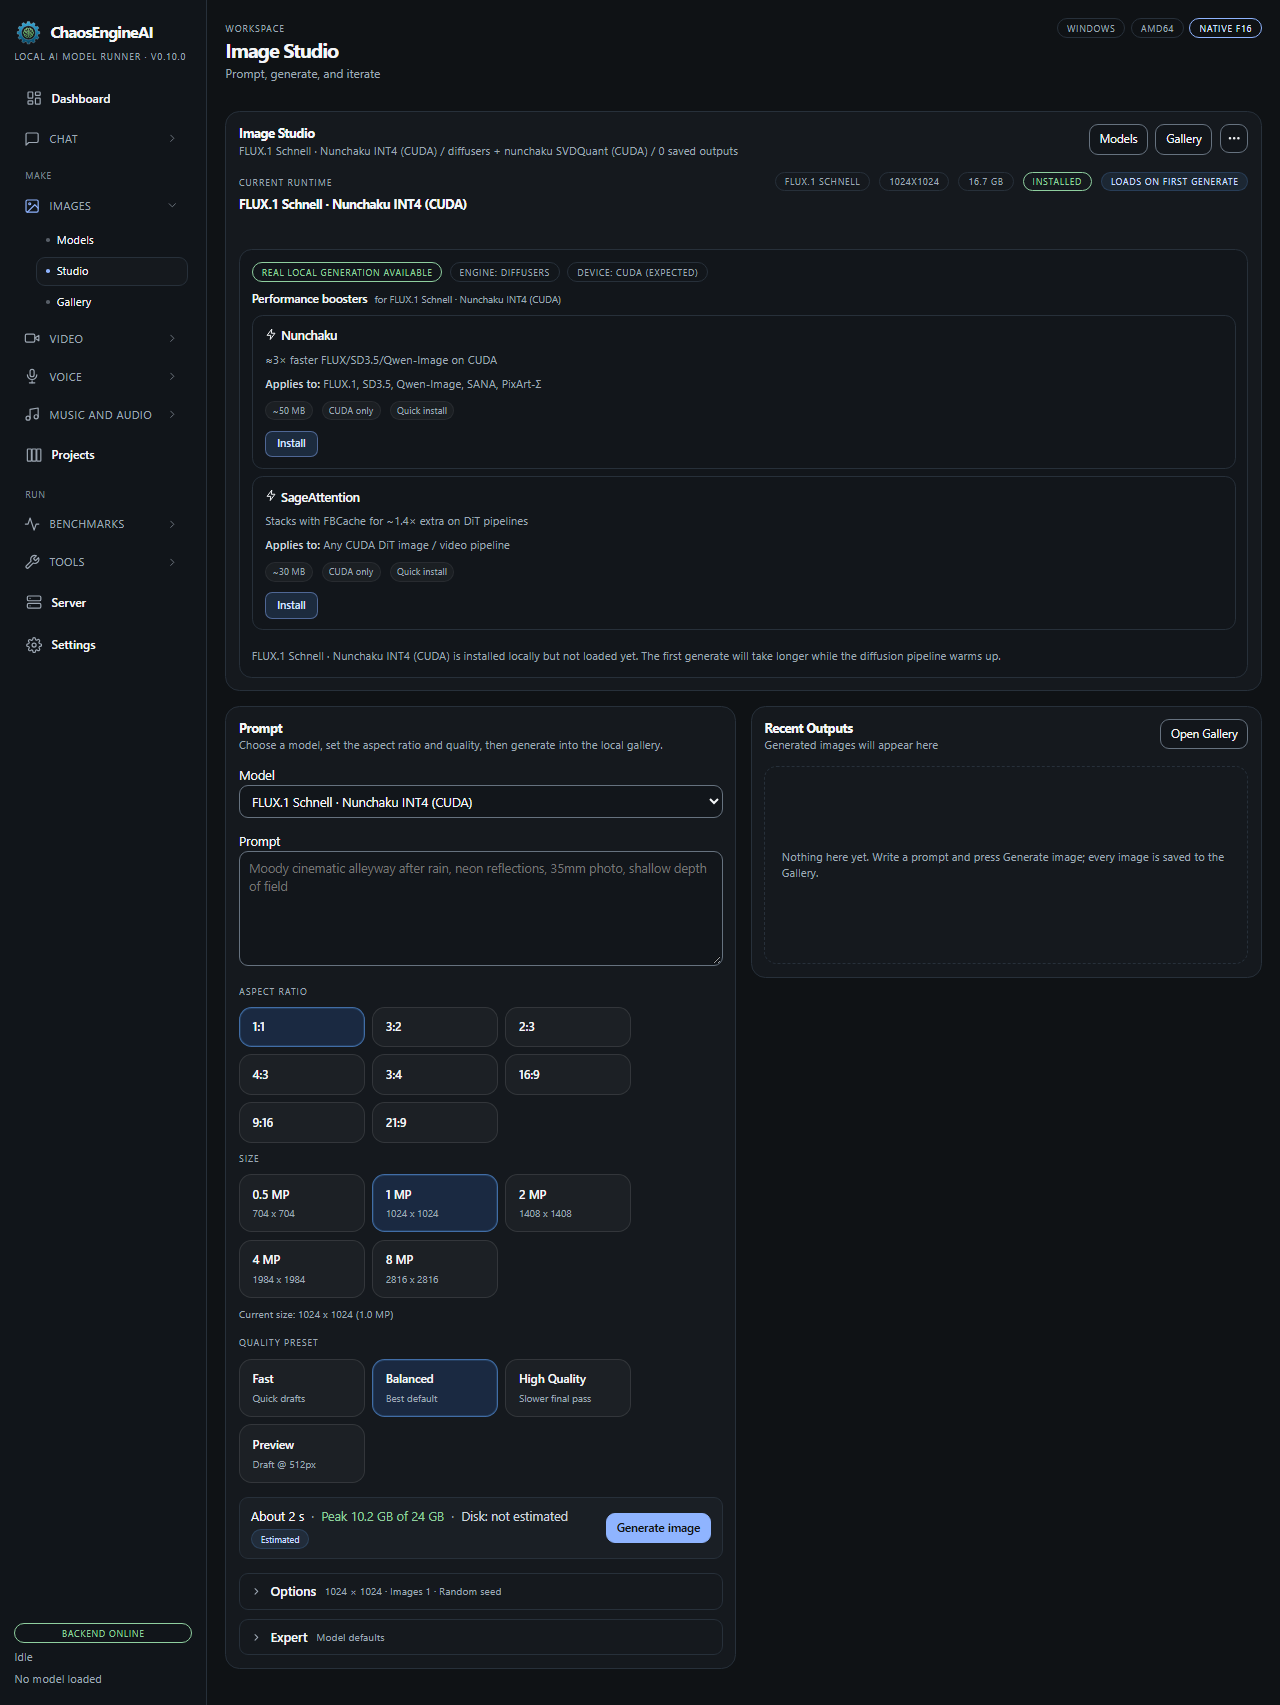 ChaosEngineAI
LOCAL AI MODEL RUNNER · V0.10.0
Dashboard
CHAT
MAKE
IMAGES
Models
Studio
Gallery
VIDEO
VOICE
MUSIC AND AUDIO
Projects
RUN
BENCHMARKS
TOOLS
Server
Settings
BACKEND ONLINE
Idle
No model loaded
WORKSPACE
Image Studio
Prompt, generate, and iterate
WINDOWS
AMD64
NATIVE F16
Image Studio
FLUX.1 Schnell · Nunchaku INT4 (CUDA) / diffusers + nunchaku SVDQuant (CUDA) / 0 saved outputs
Models
Gallery
···
CURRENT RUNTIME
FLUX.1 Schnell · Nunchaku INT4 (CUDA)
FLUX.1 SCHNELL
1024X1024
16.7 GB
INSTALLED
LOADS ON FIRST GENERATE
REAL LOCAL GENERATION AVAILABLE
ENGINE: DIFFUSERS
DEVICE: CUDA (EXPECTED)
Performance boosters for FLUX.1 Schnell · Nunchaku INT4 (CUDA)
Nunchaku
≈3× faster FLUX/SD3.5/Qwen-Image on CUDA
Applies to: FLUX.1, SD3.5, Qwen-Image, SANA, PixArt-Σ
~50 MB
CUDA only
Quick install
Install
SageAttention
Stacks with FBCache for ~1.4× extra on DiT pipelines
Applies to: Any CUDA DiT image / video pipeline
~30 MB
CUDA only
Quick install
Install
FLUX.1 Schnell · Nunchaku INT4 (CUDA) is installed locally but not loaded yet. The first generate will take longer while the diffusion pipeline warms up.
Prompt
Choose a model, set the aspect ratio and quality, then generate into the local gallery.
Model
FLUX.1 Schnell · Nunchaku INT4 (CUDA)
Prompt
Moody cinematic alleyway after rain, neon reflections, 35mm photo, shallow depth
of field
ASPECT RATIO
1:1
3:2
2:3
4:3
3:4
16:9
9:16
21:9
SIZE
0.5 MP
704 x 704
1 MP
1024 x 1024
2 MP
1408 x 1408
4 MP
1984 x 1984
8 MP
2816 x 2816
Current size: 1024 x 1024 (1.0 MP)
QUALITY PRESET
Fast
Quick drafts
Balanced
Best default
High Quality
Slower final pass
Preview
Draft @ 512px
About 2 s · Peak 10.2 GB of 24 GB · Disk: not estimated
Estimated
Generate image
Options 1024 × 1024 · Images 1 · Random seed
Expert Model defaults
Recent Outputs
Generated images will appear here
Open Gallery
Nothing here yet. Write a prompt and press Generate image; every image is saved to the
Gallery.